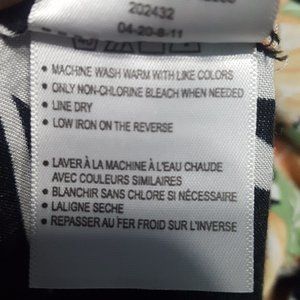 202432
04-20-8-11
• MACHINE WASH WARM WITH LIKE COLORS
• ONLY NON-CHLORINE BLEACH WHEN NEEDED
• LINE DRY
• LOW IRON ON THE REVERSE
• LAVER À LA MACHINE À L'EAU CHAUDE
AVEC COULEURS SIMILAIRES
• BLANCHIR SANS CHLORE SI NÉCESSAIRE
• LALIGNE SECHE
• REPASSER AU FER FROID SUR L'INVERSE